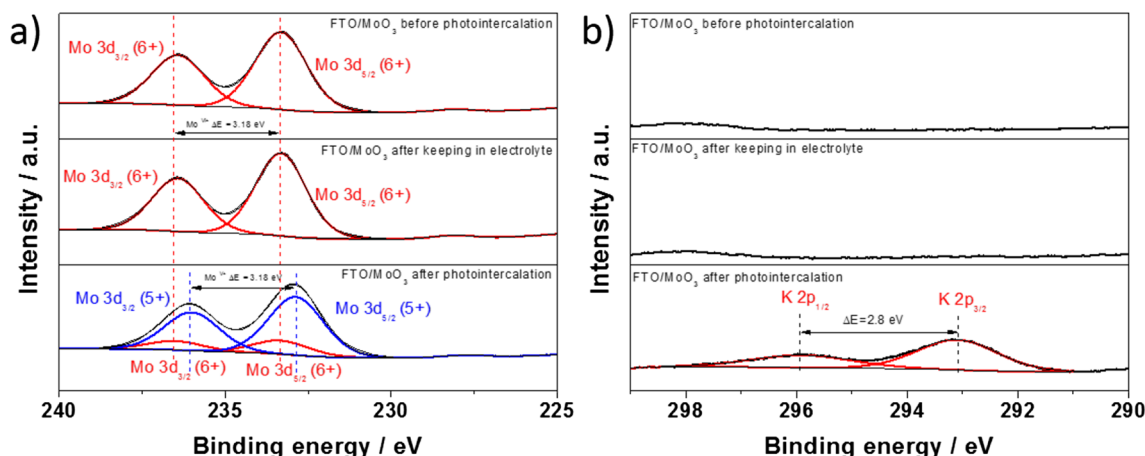 a)
FTO/MoO₃ before photointercalation
Mo 3d₃/₂ (6+)
Mo 3d₅/₂ (6+)
Mo ⱽ⁺ ΔE = 3.18 eV
FTO/MoO₃ after keeping in electrolyte
Mo 3d₃/₂ (6+)
Mo 3d₅/₂ (6+)
FTO/MoO₃ after photointercalation
Mo ⱽ⁺ ΔE = 3.18 eV
Mo 3d₃/₂ (5+)
Mo 3d₅/₂ (5+)
Mo 3d₃/₂ (6+)
Mo 3d₅/₂ (6+)
Intensity / a.u.
240 235 230 225
Binding energy / eV
b)
FTO/MoO₃ before photointercalation
FTO/MoO₃ after keeping in electrolyte
FTO/MoO₃ after photointercalation
K 2p₁/₂
K 2p₃/₂
ΔE=2.8 eV
Intensity / a.u.
298 296 294 292 290
Binding energy / eV